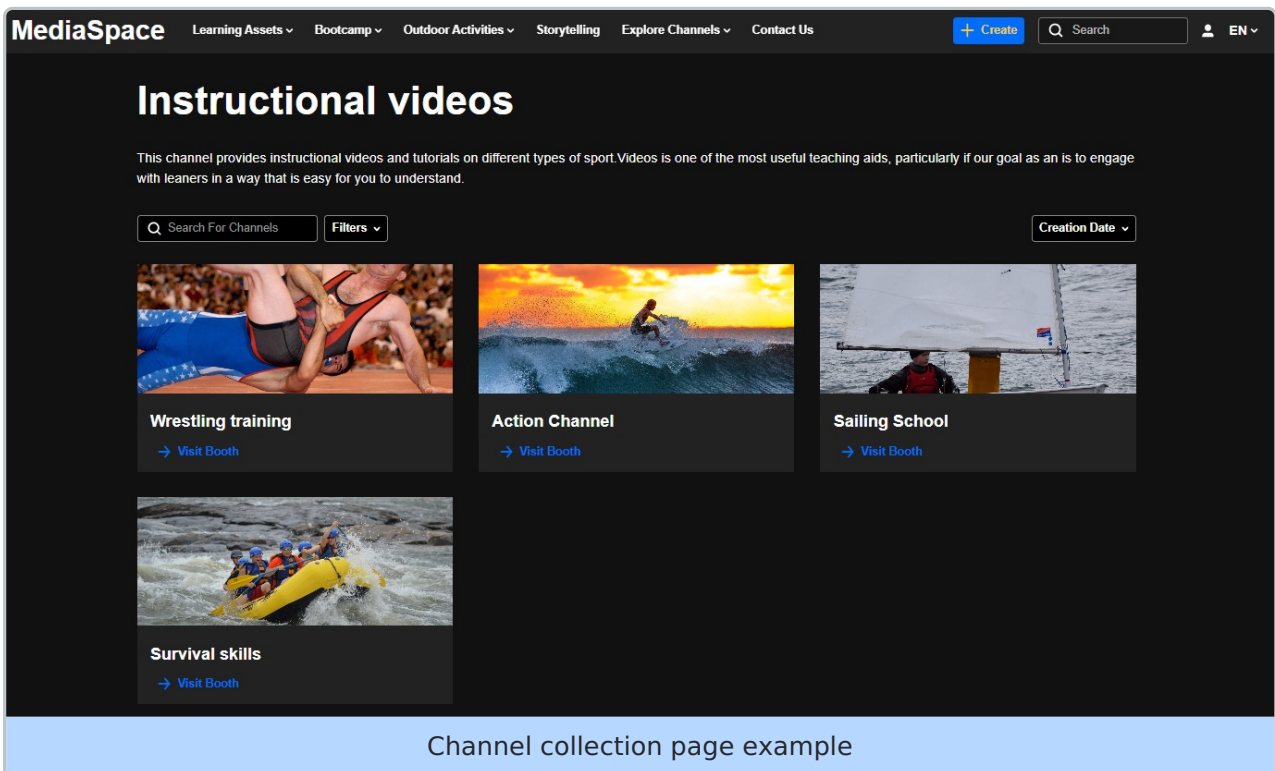 MediaSpace Learning Assets Bootcamp Outdoor Activities Storytelling Explore Channels Contact Us + Create Search EN
Instructional videos
This channel provides instructional videos and tutorials on different types of sport.Videos is one of the most useful teaching aids, particularly if our goal as an is to engage
with leaners in a way that is easy for you to understand.
Search For Channels Filters Creation Date
Wrestling training Action Channel Sailing School
→ Visit Booth → Visit Booth → Visit Booth
Survival skills
→ Visit Booth
Channel collection page example